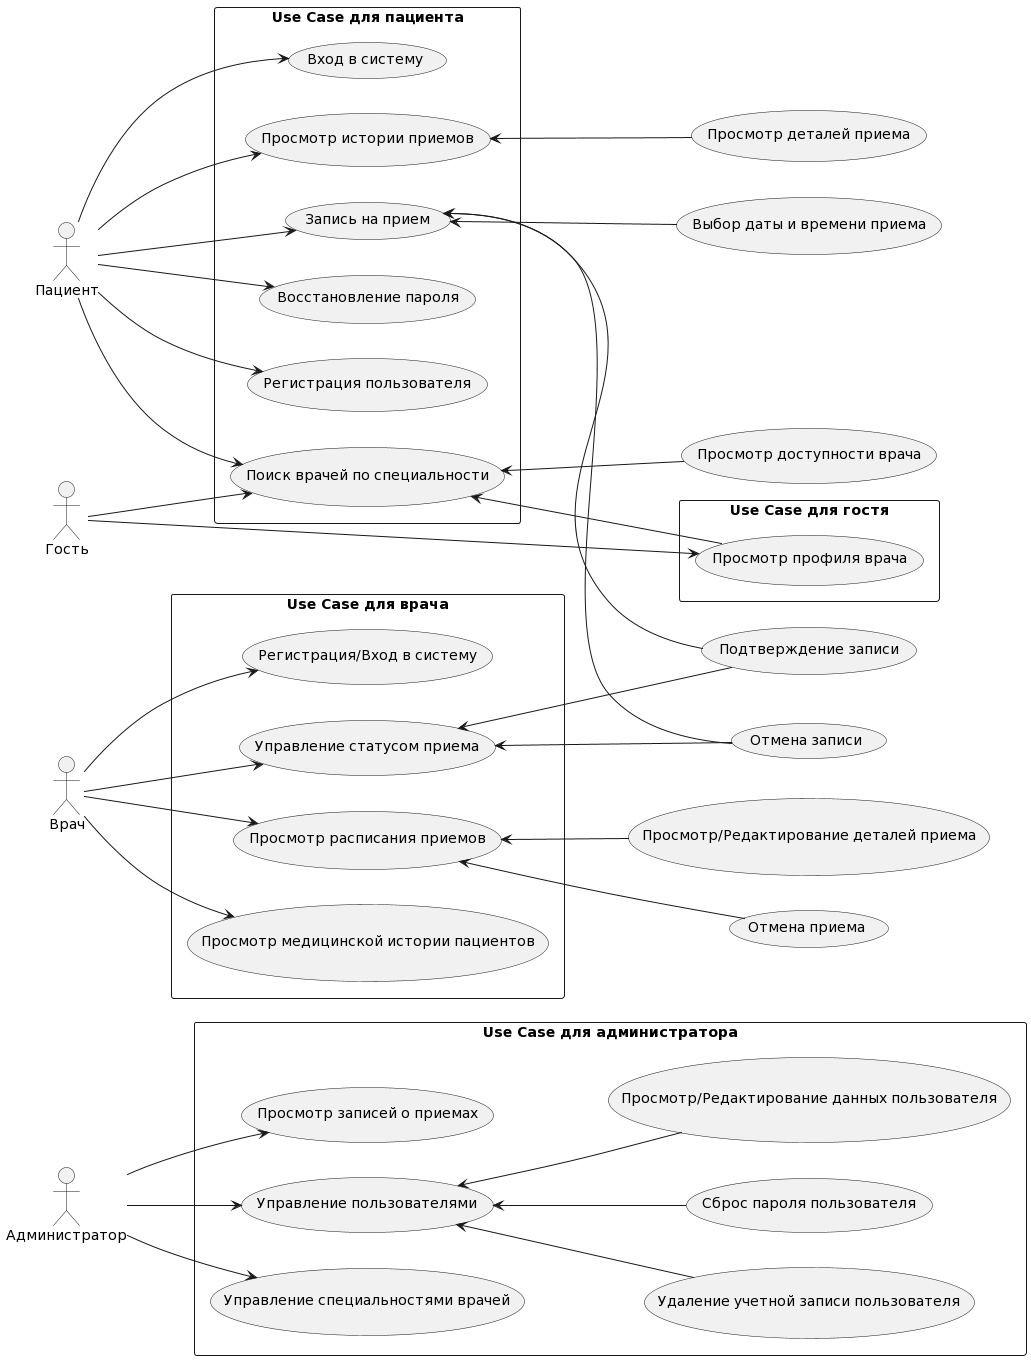 Use Case для пациента
Вход в систему
Просмотр истории приемов
Просмотр деталей приема
Запись на прием
Выбор даты и времени приема
Пациент
Восстановление пароля
Регистрация пользователя
Поиск врачей по специальности
Просмотр доступности врача
Гость
Use Case для гостя
Просмотр профиля врача
Use Case для врача
Регистрация/Вход в систему
Подтверждение записи
Управление статусом приема
Отмена записи
Врач
Просмотр расписания приемов
Просмотр/Редактирование деталей приема
Отмена приема
Просмотр медицинской истории пациентов
Use Case для администратора
Просмотр записей о приемах
Просмотр/Редактирование данных пользователя
Управление пользователями
Сброс пароля пользователя
Администратор
Управление специальностями врачей
Удаление учетной записи пользователя